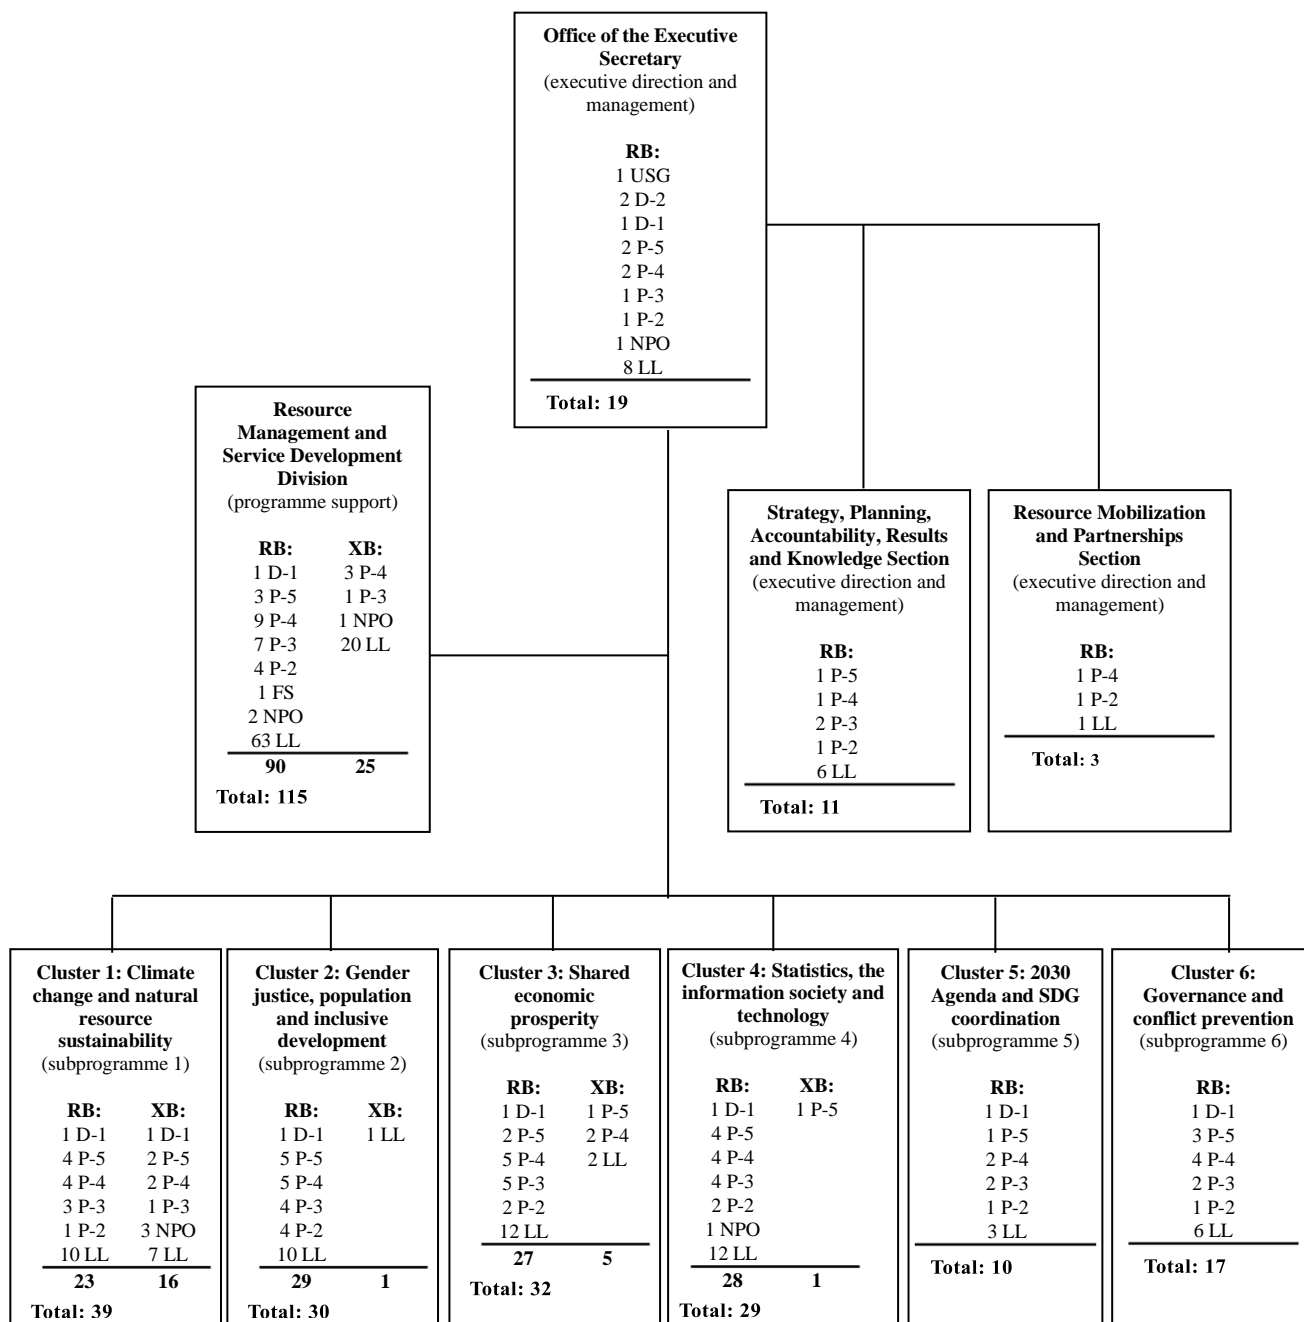 Office of the Executive
Secretary
(executive direction and
management)
RB:
1 USG
2 D-2
1 D-1
2 P-5
2 P-4
1 P-3
1 P-2
1 NPO
8 LL
Total: 19
Resource
Management and
Service Development
Division
(programme support)
RB: XB:
1 D-1 3 P-4
3 P-5 1 P-3
9 P-4 1 NPO
7 P-3 20 LL
4 P-2
1 FS
2 NPO
63 LL
90 25
Total: 115
Strategy, Planning,
Accountability, Results
and Knowledge Section
(executive direction and
management)
RB:
1 P-5
1 P-4
2 P-3
1 P-2
6 LL
Total: 11
Resource Mobilization
and Partnerships
Section
(executive direction and
management)
RB:
1 P-4
1 P-2
1 LL
Total: 3
Cluster 1: Climate
change and natural
resource
sustainability
(subprogramme 1)
RB: XB:
1 D-1 1 D-1
4 P-5 2 P-5
4 P-4 2 P-4
3 P-3 1 P-3
1 P-2 3 NPO
10 LL 7 LL
23 16
Total: 39
Cluster 2: Gender
justice, population
and inclusive
development
(subprogramme 2)
RB: XB:
1 D-1 1 LL
5 P-5
5 P-4
4 P-3
4 P-2
10 LL
29 1
Total: 30
Cluster 3: Shared
economic
prosperity
(subprogramme 3)
RB: XB:
1 D-1 1 P-5
2 P-5 2 P-4
5 P-4 2 LL
5 P-3
2 P-2
12 LL
27 5
Total: 32
Cluster 4: Statistics, the
information society and
technology
(subprogramme 4)
RB: XB:
1 D-1 1 P-5
4 P-5
4 P-4
4 P-3
2 P-2
1 NPO
12 LL
28 1
Total: 29
Cluster 5: 2030
Agenda and SDG
coordination
(subprogramme 5)
RB:
1 D-1
1 P-5
2 P-4
2 P-3
1 P-2
3 LL
Total: 10
Cluster 6:
Governance and
conflict prevention
(subprogramme 6)
RB:
1 D-1
3 P-5
4 P-4
2 P-3
1 P-2
6 LL
Total: 17